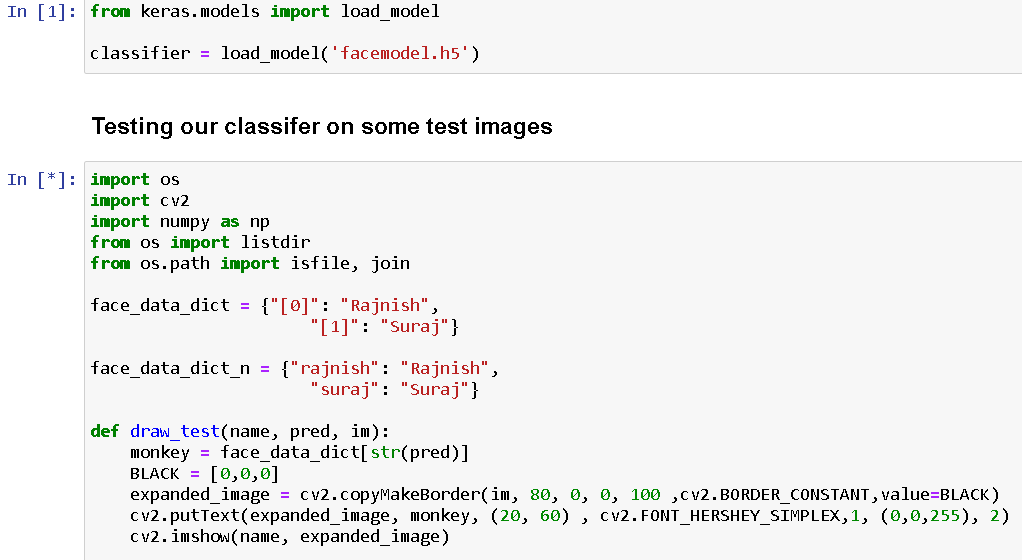 In [1]: from keras.models import load_model
classifier = load_model('facemodel.h5')
Testing our classifer on some test images
In [*]: import os
import cv2
import numpy as np
from os import listdir
from os.path import isfile, join
face_data_dict = {"[0]": "Rajnish",
"[1]": "Suraj"}
face_data_dict_n = {"rajnish": "Rajnish",
"suraj": "Suraj"}
def draw_test(name, pred, im):
monkey = face_data_dict[str(pred)]
BLACK = [0,0,0]
expanded_image = cv2.copyMakeBorder(im, 80, 0, 0, 100 ,cv2.BORDER_CONSTANT,value=BLACK)
cv2.putText(expanded_image, monkey, (20, 60) , cv2.FONT_HERSHEY_SIMPLEX,1, (0,0,255), 2)
cv2.imshow(name, expanded_image)